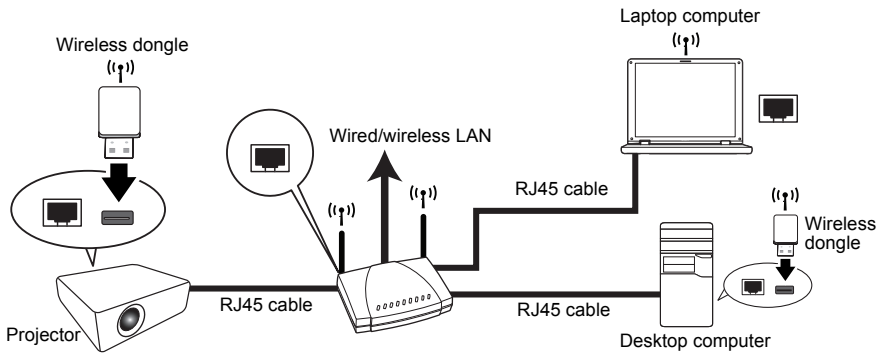 Laptop computer
Wireless dongle
Wired/wireless LAN
RJ45 cable
Wireless
dongle
RJ45 cable
RJ45 cable
Projector
Desktop computer